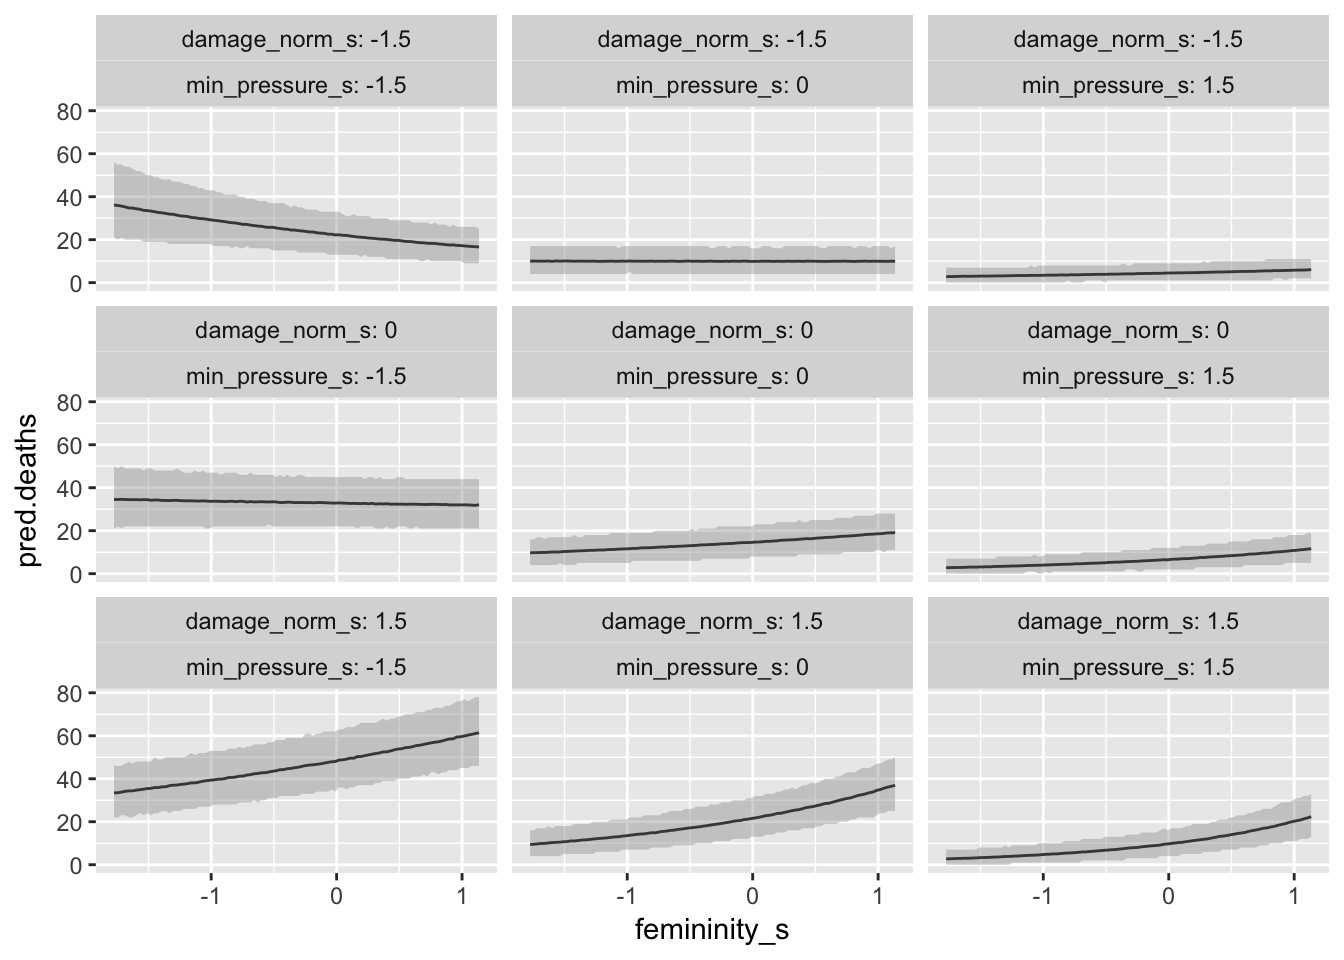 damage_norm_s: -1.5
damage_norm_s: -1.5
damage_norm_s: -1.5
min_pressure_s: -1.5
min_pressure_s: 0
min_pressure_s: 1.5
80
60
40
20
0
damage_norm_s: 0
damage_norm_s: 0
damage_norm_s: 0
min_pressure_s: -1.5
min_pressure_s: 0
min_pressure_s: 1.5
80
60
40
20
0
pred.deaths
damage_norm_s: 1.5
damage_norm_s: 1.5
damage_norm_s: 1.5
min_pressure_s: -1.5
min_pressure_s: 0
min_pressure_s: 1.5
80
60
40
20
0
-1 0 1
-1 0 1
-1 0 1
femininity_s